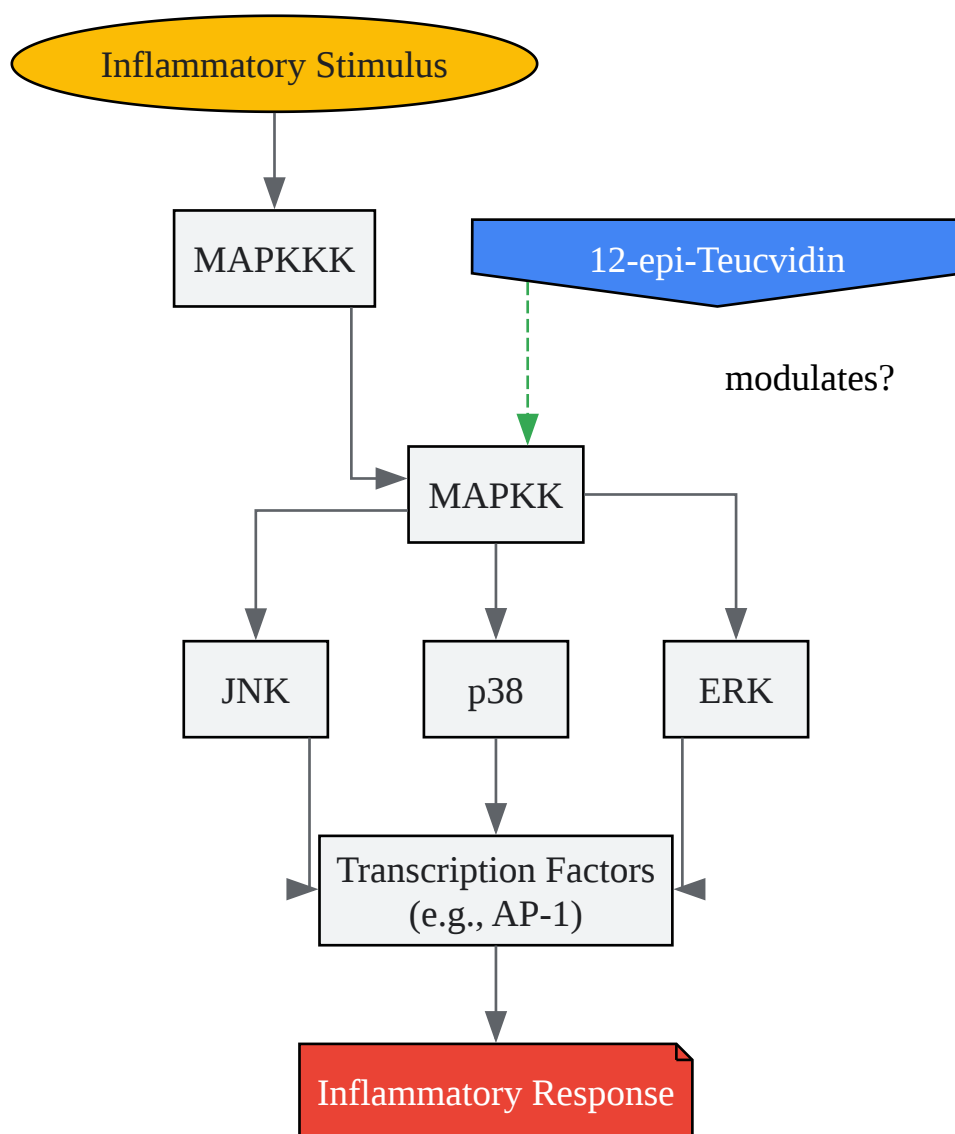 Inflammatory Stimulus
MAPKKK
12-epi-Teucvidin
modulates?
MAPKK
JNK
p38
ERK
Transcription Factors
(e.g., AP-1)
Inflammatory Response